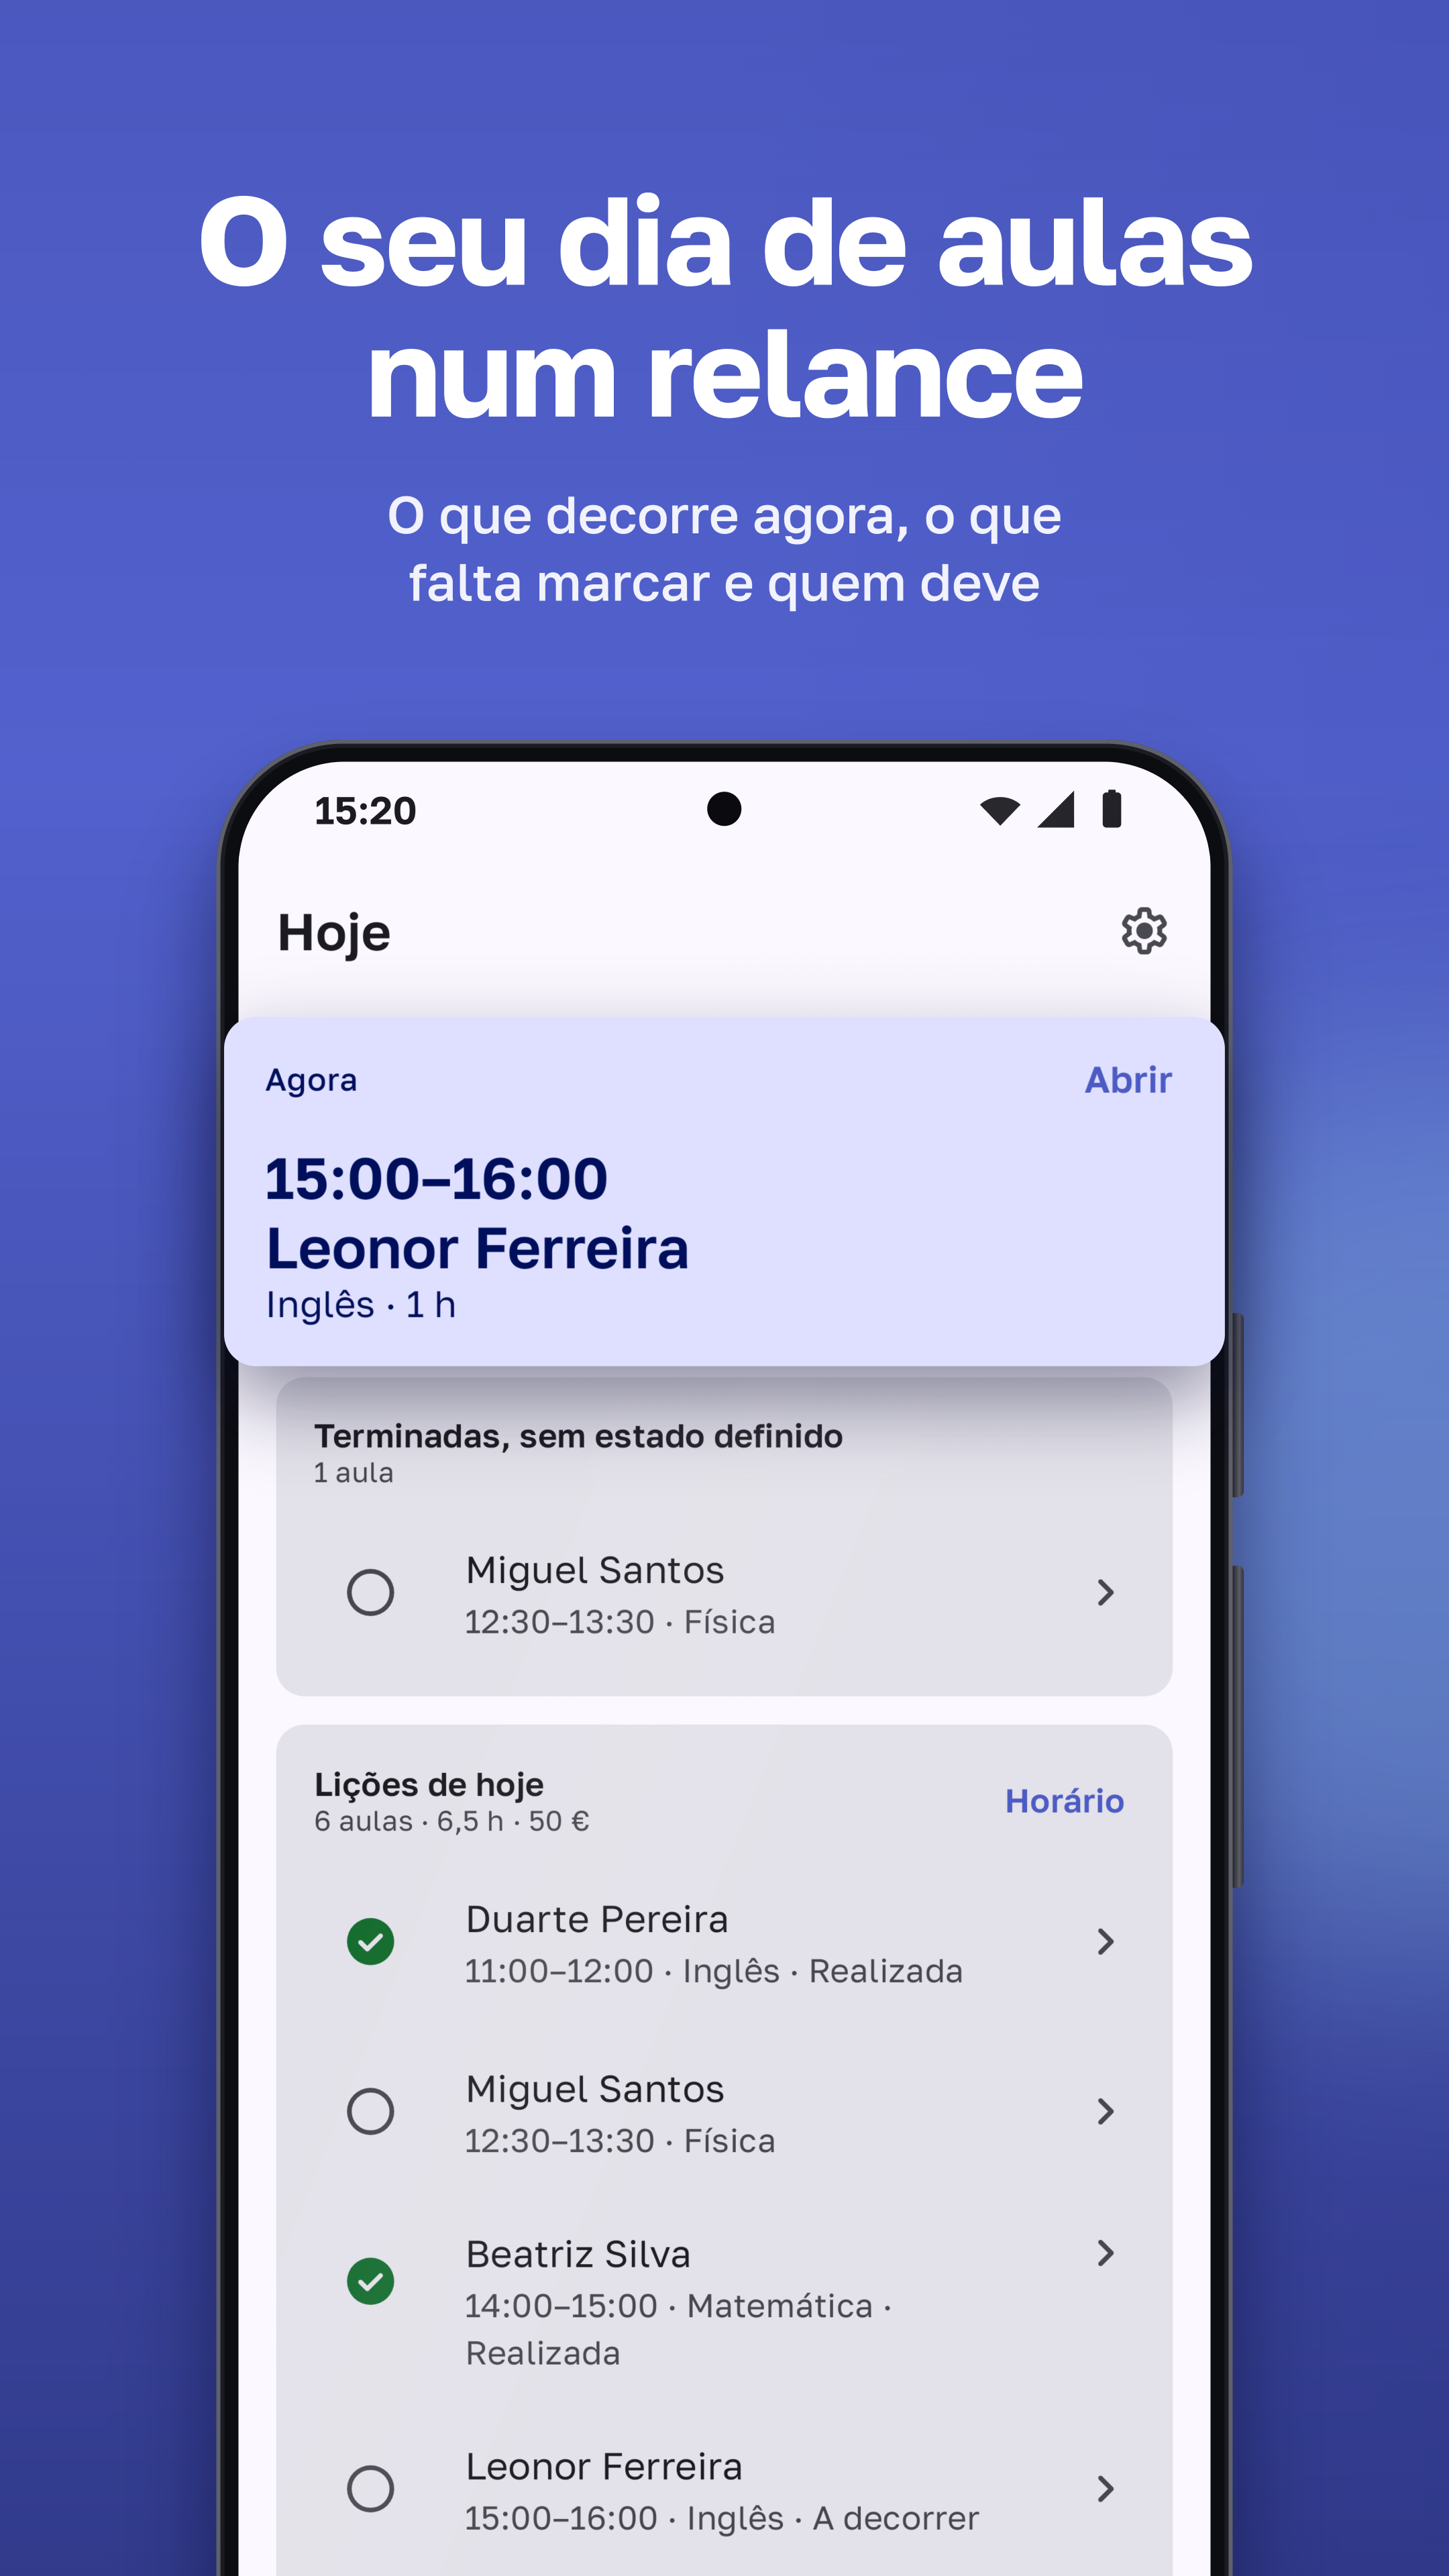 O seu dia de aulas
num relance
O que decorre agora, o que
falta marcar e quem deve
15:20
Hoje
Agora
Abrir
15:00–16:00
Leonor Ferreira
Inglês · 1 h
Terminadas, sem estado definido
1 aula
Miguel Santos
12:30–13:30 · Física
Lições de hoje
6 aulas · 6,5 h · 50 €
Horário
Duarte Pereira
11:00–12:00 · Inglês · Realizada
Miguel Santos
12:30–13:30 · Física
Beatriz Silva
14:00–15:00 · Matemática ·
Realizada
Leonor Ferreira
15:00–16:00 · Inglês · A decorrer